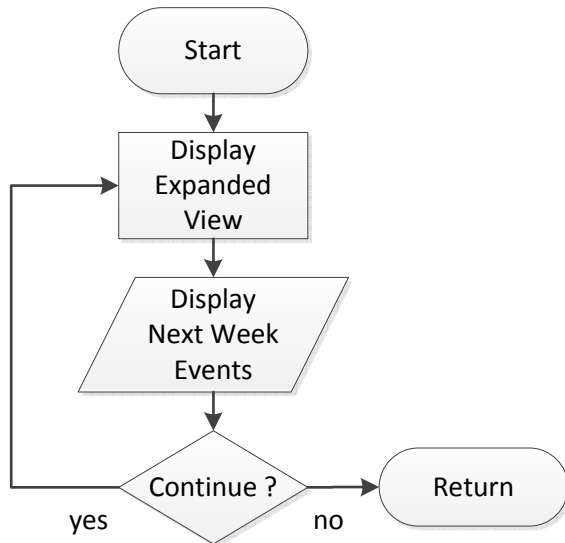 Start
Display
Expanded
View
Display
Next Week
Events
Continue ?
Return
yes
no